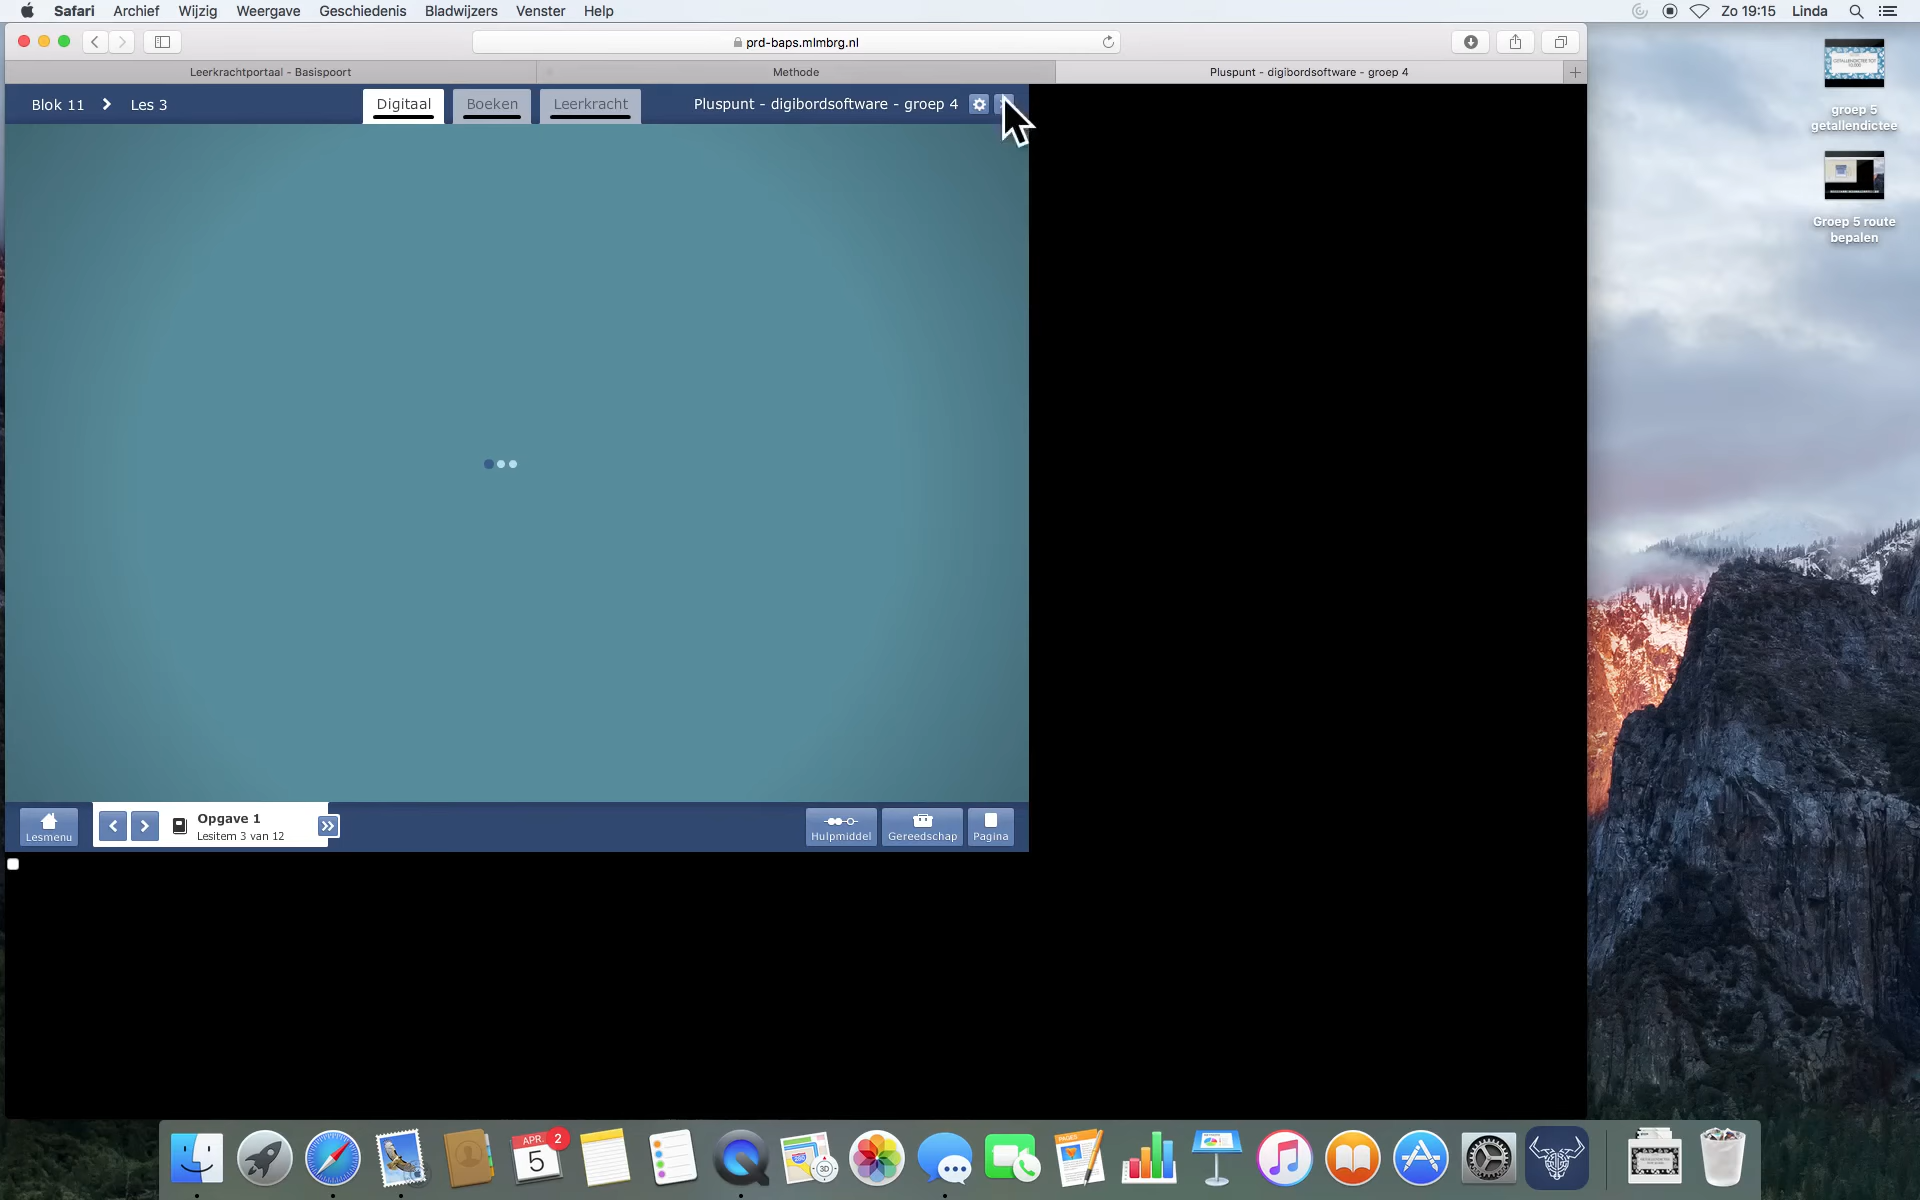 Safari Archief Wijzig Weergave Geschiedenis Bladwijzers Venster Help Zo 19:15 Linda
prd-baps.mlmbrg.nl
Leerkrachtportaal - Basispoort Methode Pluspunt - digibordsoftware - groep 4
Blok 11 Les 3 Digitaal Boeken Leerkracht Pluspunt - digibordsoftware - groep 4
groep 5
getallendictee
Groep 5 route
bepalen
Lesmenu
Opgave 1
Lesitem 3 van 12
Hulpmiddel Gereedschap Pagina
APR. 2
5
3D
PAGES